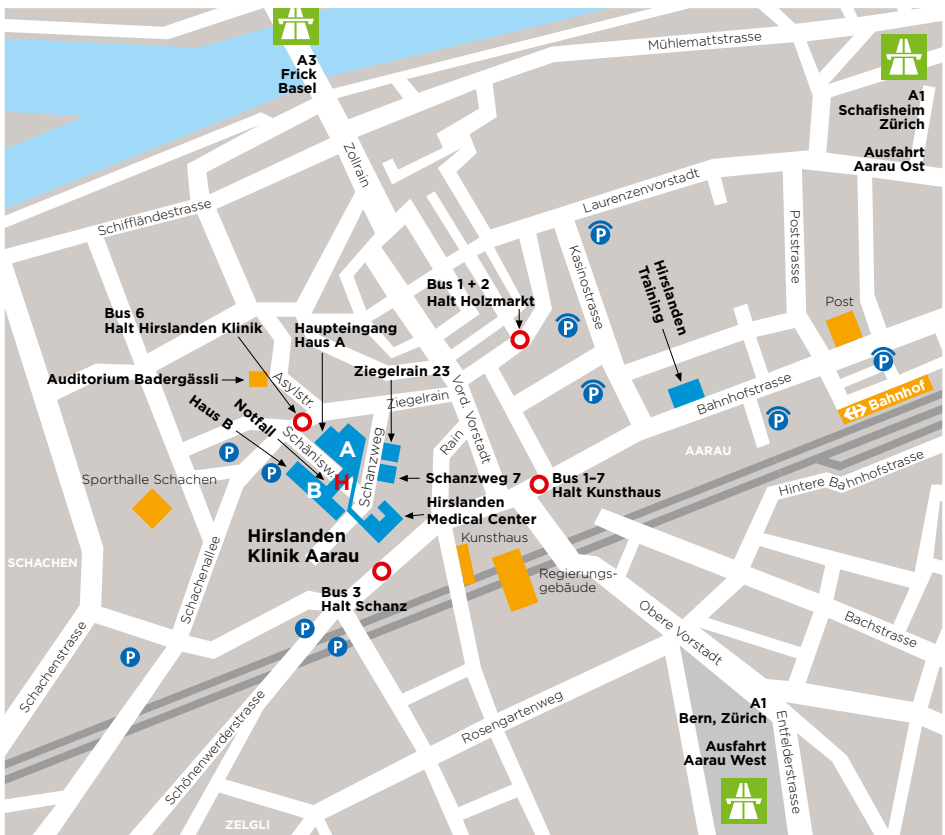 A3
Frick
Basel
Mühlemattstrasse
A1
Schafisheim
Zürich
Ausfahrt
Aarau Ost
Zollrain
Schifflandestrasse
Laurenzenvorstadt
P
Kasinostrasse
Poststrasse
Bus 1 + 2
Halt Holzmarkt
Hirslanden
Training
Post
Bus 6
Halt Hirslanden Klinik
Haupteingang
Haus A
P
P
Ziegelrain 23
Auditorium Badergässli
Asylstr.
Ziegelrain
Vord. Vorstadt
P
Bahnhofstrasse
Bahnhof
P
Haus B
Notfall
Schänisw.
A
Schanzweg
Rain
AARAU
P
P
Sporthalle Schachen
B
H
Schanzweg 7
Bus 1–7
Halt Kunsthaus
Hintere Bahnhofstrasse
Hirslanden
Medical Center
Hirslanden
Klinik Aarau
Kunsthaus
SCHACHEN
Schachenallee
Regierungs-
gebäude
Bus 3
Halt Schanz
Obere Vorstadt
Bachstrasse
P
P
P
Schachenstrasse
Schönenwerderstrasse
Rosengartenweg
A1
Bern, Zürich
Ausfahrt
Aarau West
Entfelderstrasse
ZELGLI